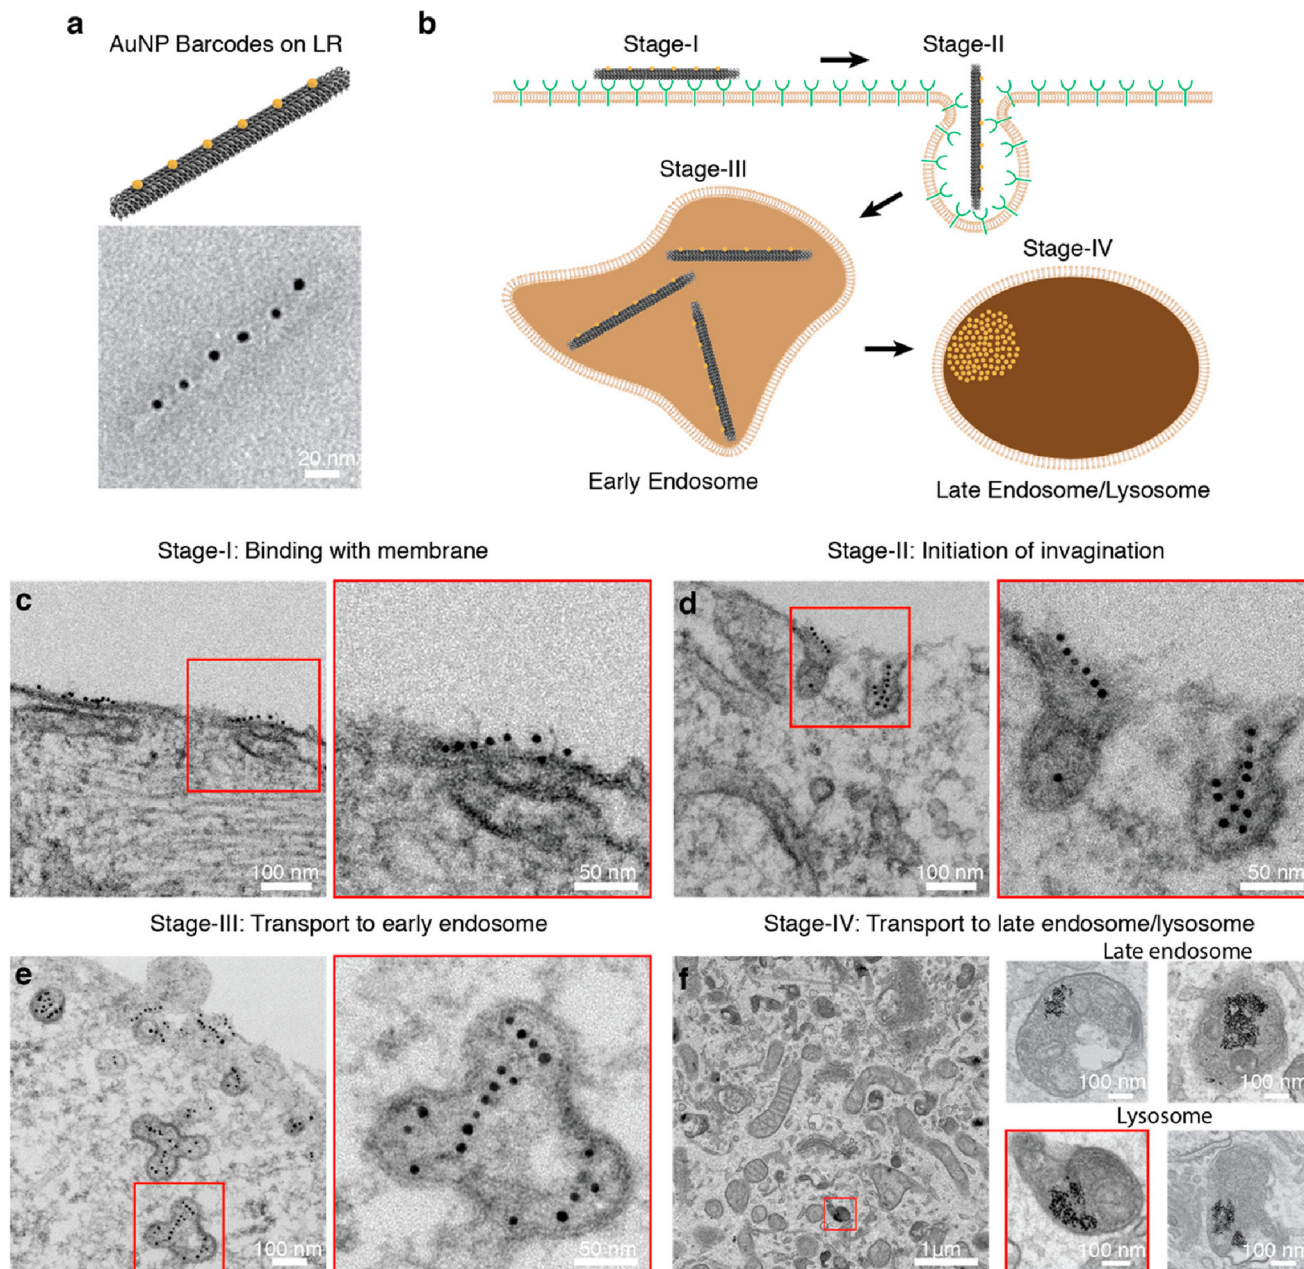 a
AuNP Barcodes on LR
20 nm
b
Stage-I
Stage-II
Stage-III
Stage-IV
Early Endosome
Late Endosome/Lysosome
Stage-I: Binding with membrane
Stage-II: Initiation of invagination
c
100 nm
50 nm
d
100 nm
50 nm
Stage-III: Transport to early endosome
Stage-IV: Transport to late endosome/lysosome
e
100 nm
50 nm
f
1μm
Late endosome
100 nm
100 nm
Lysosome
100 nm
100 nm